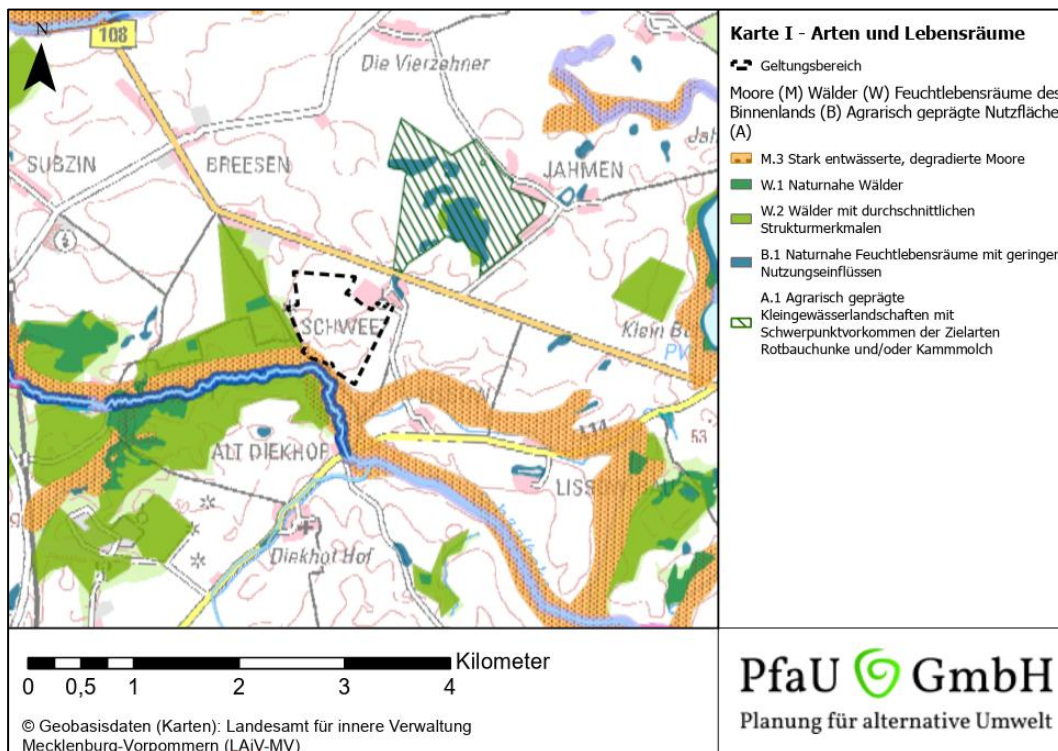 N
108
Die Vierzehner
SUBZIN
BREESEN
JAHMEN
SCHWEE
ALT DIEKHOF
Diekhof Hof
53
Karte I - Arten und Lebensräume
Geltungsbereich
Moore (M) Wälder (W) Feuchtlebensräume des
Binnenlands (B) Agrarisch geprägte Nutzfläche
(A)
M.3 Stark entwässerte, degradierte Moore
W.1 Naturnahe Wälder
W.2 Wälder mit durchschnittlichen
Strukturmerkmalen
B.1 Naturnahe Feuchtlebensräume mit geringen
Nutzungseinflüssen
A.1 Agrarisch geprägte
Kleingewässerlandschaften mit
Schwerpunktvorkommen der Zielarten
Rotbauchunke und/oder Kammmolch
Kilometer
0 0,5 1 2 3 4
© Geobasisdaten (Karten): Landesamt für innere Verwaltung
Mecklenburg-Vorpommern (LAiV-MV)
PfaU GmbH
Planung für alternative Umwelt